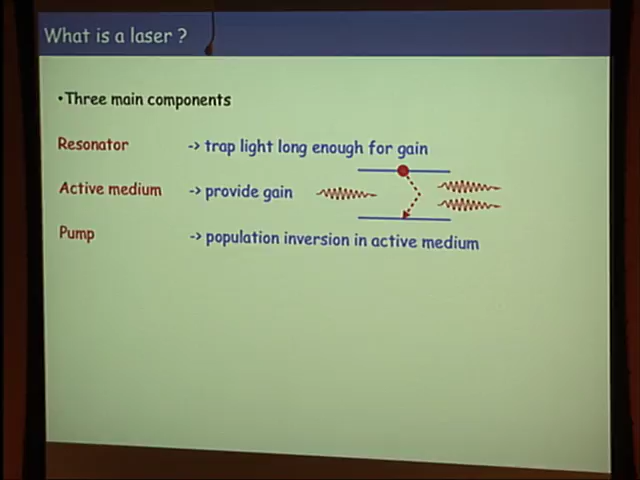 What is a laser ?
•Three main components
Resonator -> trap light long enough for gain
Active medium -> provide gain
Pump -> population inversion in active medium